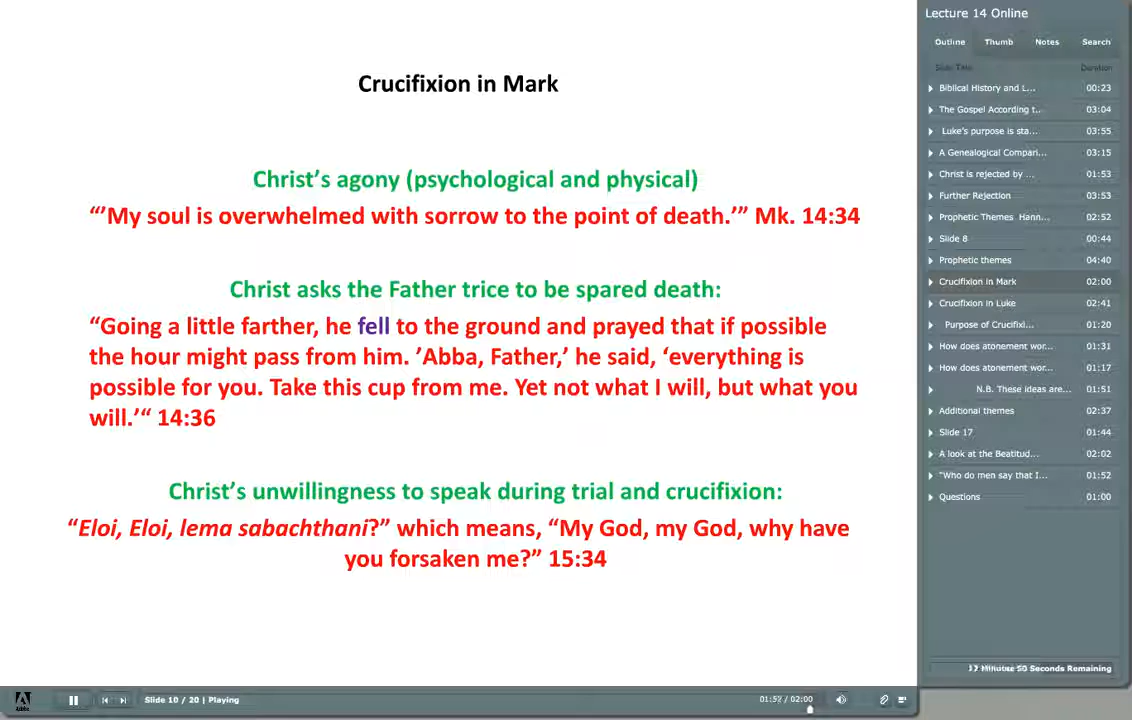 Crucifixion in Mark
Christ’s agony (psychological and physical)
“’My soul is overwhelmed with sorrow to the point of death.’” Mk. 14:34
Christ asks the Father trice to be spared death:
“Going a little farther, he fell to the ground and prayed that if possible
the hour might pass from him. ’Abba, Father,’ he said, ‘everything is
possible for you. Take this cup from me. Yet not what I will, but what you
will.’“ 14:36
Christ’s unwillingness to speak during trial and crucifixion:
“Eloi, Eloi, lema sabachthani?” which means, “My God, my God, why have
you forsaken me?” 15:34
Lecture 14 Online
Outline Thumb Notes Search
Slide Title Duration
Biblical History and L... 00:23
The Gospel According t... 03:04
Luke’s purpose is sta... 03:55
A Genealogical Compari... 03:15
Christ is rejected by ... 01:53
Further Rejection 03:53
Prophetic Themes Hann... 02:52
Slide 8 00:44
Prophetic themes 04:40
Crucifixion in Mark 02:00
Crucifixion in Luke 02:41
Purpose of Crucifixi... 01:20
How does atonement wor... 01:31
How does atonement wor... 01:17
N.B. These ideas are... 01:51
Additional themes 02:37
Slide 17 01:44
A look at the Beatitud... 02:02
"Who do men say that I... 01:52
Questions 01:00
Minutes Seconds Remaining
Adobe
Slide 10 / 20 | Playing
/ 02:00